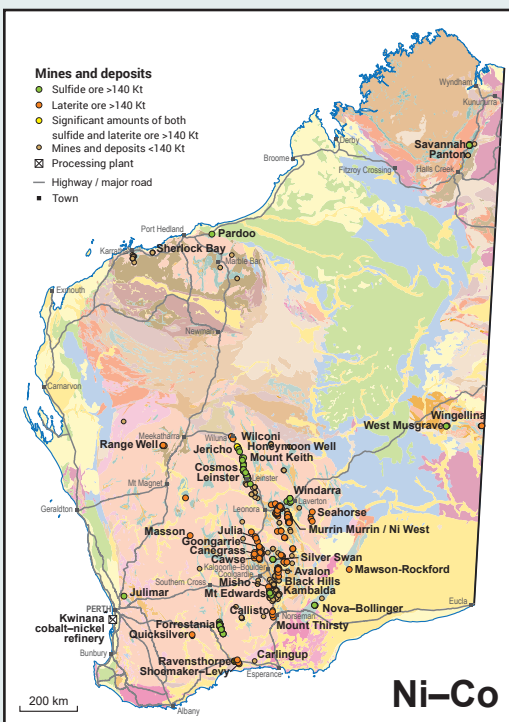 Mines and deposits
Sulfide ore >140 Kt
Laterite ore >140 Kt
Significant amounts of both
sulfide and laterite ore >140 Kt
Mines and deposits <140 Kt
Processing plant
Highway / major road
Town
Wyndham
Kununurra
Savannah
Panton
Derby
Broome
Fitzroy Crossing
Halls Creek
Port Hedland
Pardoo
Karratha
Sherlock Bay
Marble Bar
Exmouth
Newman
Carnarvon
West Musgrave
Wingellina
Meekatharra
Range Well
Wiluna
Wilconi
Jericho
Honeymoon Well
Mount Keith
Cosmos
Leinster
Leinster
Mt Magnet
Windarra
Laverton
Geraldton
Leonora
Seahorse
Murrin Murrin / Ni West
Masson
Julia
Goongarrie
Canegrass
Cawse
Silver Swan
Kalgoorlie–Boulder
Coolgardie
Avalon
Mawson-Rockford
Southern Cross
Misho
Black Hills
Julimar
Mt Edwards
Kambalda
Eucla
PERTH
Callisto
Norseman
Nova–Bollinger
Kwinana
cobalt–nickel
refinery
Forrestania
Mount Thirsty
Quicksilver
Bunbury
Ravensthorpe
Carlingup
Shoemaker–Levy
Esperance
200 km
Albany
Ni–Co